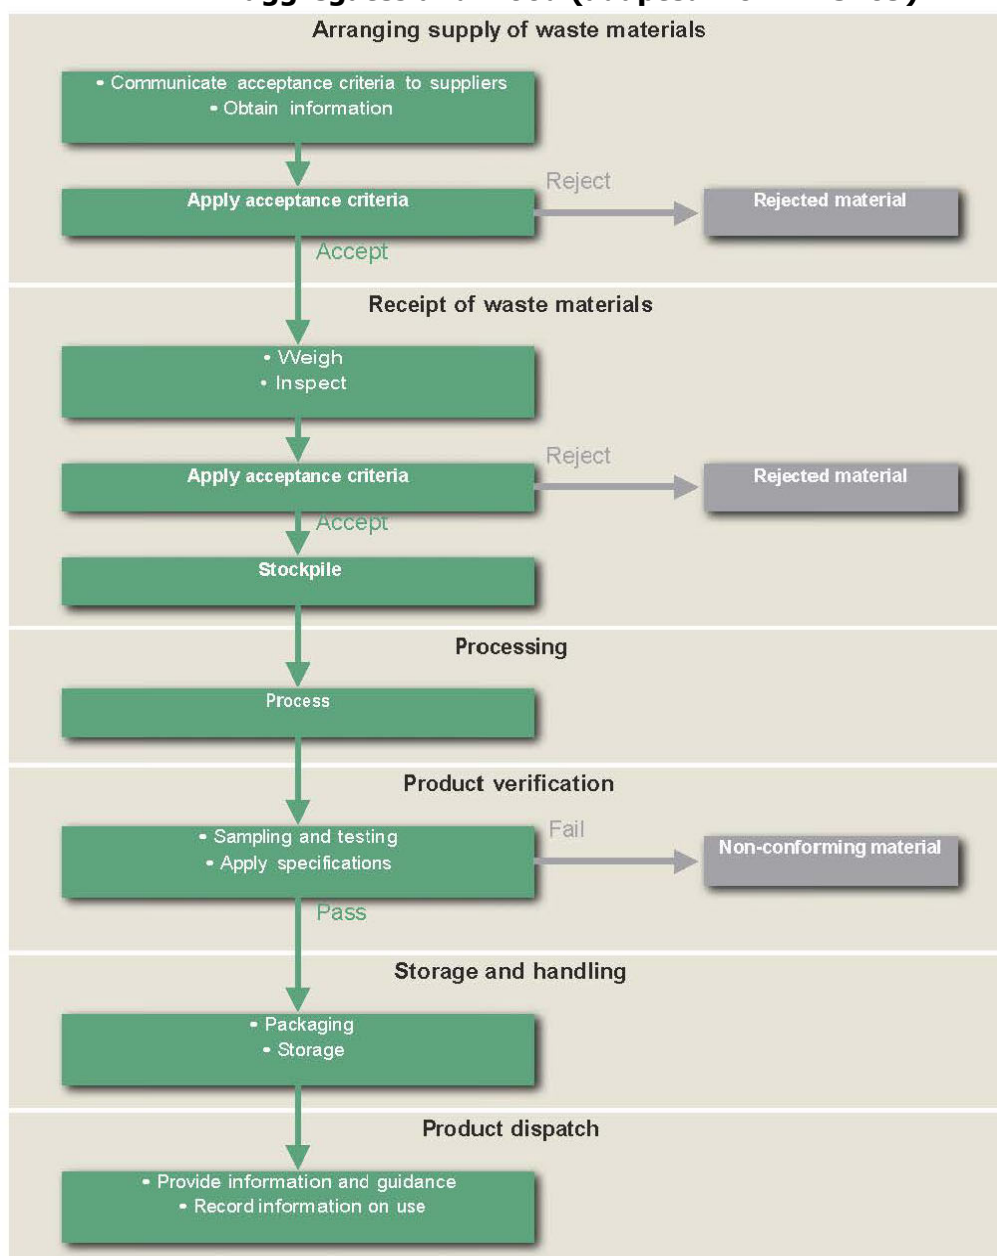 Arranging supply of waste materials
• Communicate acceptance criteria to suppliers
• Obtain information
Apply acceptance criteria
Reject
Rejected material
Accept
Receipt of waste materials
• Weigh
• Inspect
Apply acceptance criteria
Reject
Rejected material
Accept
Stockpile
Processing
Process
Product verification
• Sampling and testing
• Apply specifications
Fail
Non-conforming material
Pass
Storage and handling
• Packaging
• Storage
Product dispatch
• Provide information and guidance
• Record information on use